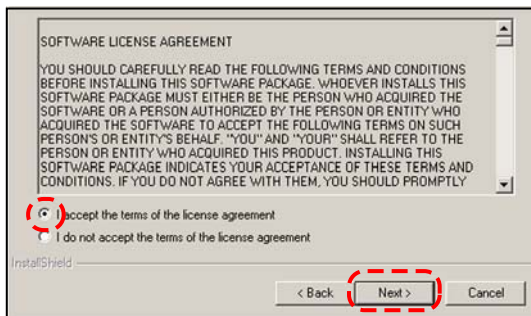 SOFTWARE LICENSE AGREEMENT
YOU SHOULD CAREFULLY READ THE FOLLOWING TERMS AND CONDITIONS
BEFORE INSTALLING THIS SOFTWARE PACKAGE. WHOEVER INSTALLS THIS
SOFTWARE PACKAGE MUST EITHER BE THE PERSON WHO ACQUIRED THE
SOFTWARE OR A PERSON AUTHORIZED BY THE PERSON OR ENTITY WHO
ACQUIRED THE SOFTWARE TO ACCEPT THE FOLLOWING TERMS ON SUCH
PERSON'S OR ENTITY'S BEHALF. "YOU" AND "YOUR" SHALL REFER TO THE
PERSON OR ENTITY WHO ACQUIRED THIS PRODUCT. INSTALLING THIS
SOFTWARE PACKAGE INDICATES YOUR ACCEPTANCE OF THESE TERMS AND
CONDITIONS. IF YOU DO NOT AGREE WITH THEM, YOU SHOULD PROMPTLY
I accept the terms of the license agreement
I do not accept the terms of the license agreement
InstallShield
< Back Next > Cancel